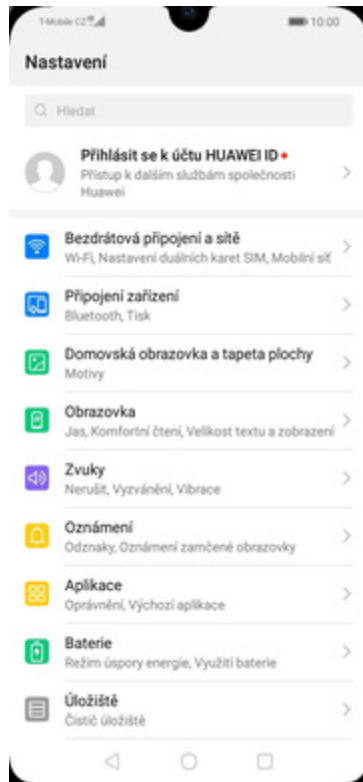 T-Mobile CZ 10:00
Nastavení
Hledat
Přihlásit se k účtu HUAWEI ID
Přístup k dalším službám společnosti
Huawei
Bezdrátová připojení a sítě
Wi-Fi, Nastavení duálních karet SIM, Mobilní síť
Připojení zařízení
Bluetooth, Tisk
Domovská obrazovka a tapeta plochy
Motivy
Obrazovka
Jas, Komfortní čtení, Velikost textu a zobrazení
Zvuky
Nerušit, Vyzvánění, Vibrace
Oznámení
Odznaky, Oznámení zamčené obrazovky
Aplikace
Oprávnění, Výchozí aplikace
Baterie
Režim úspory energie, Využití baterie
Úložiště
Čistič úložiště